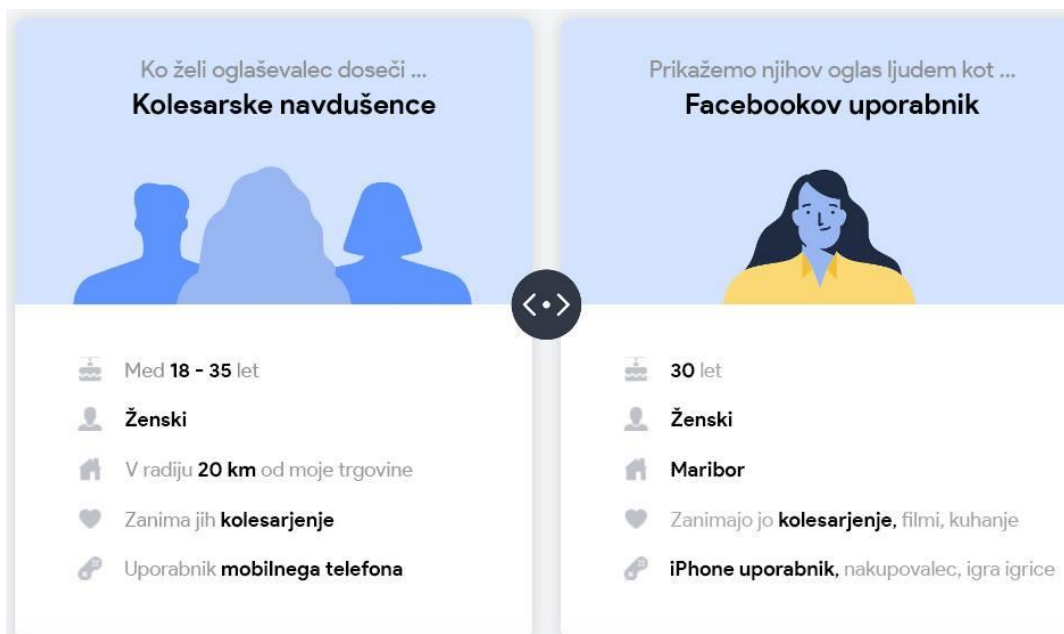 Ko želi oglaševalec doseči ...
Kolesarske navdušence
Med 18 - 35 let
Ženski
V radiju 20 km od moje trgovine
Zanima jih kolesarjenje
Uporabnik mobilnega telefona
Prikažemo njihov oglas ljudem kot ...
Facebookov uporabnik
30 let
Ženski
Maribor
Zanimajo jo kolesarjenje, filmi, kuhanje
iPhone uporabnik, nakupovalec, igra igrice